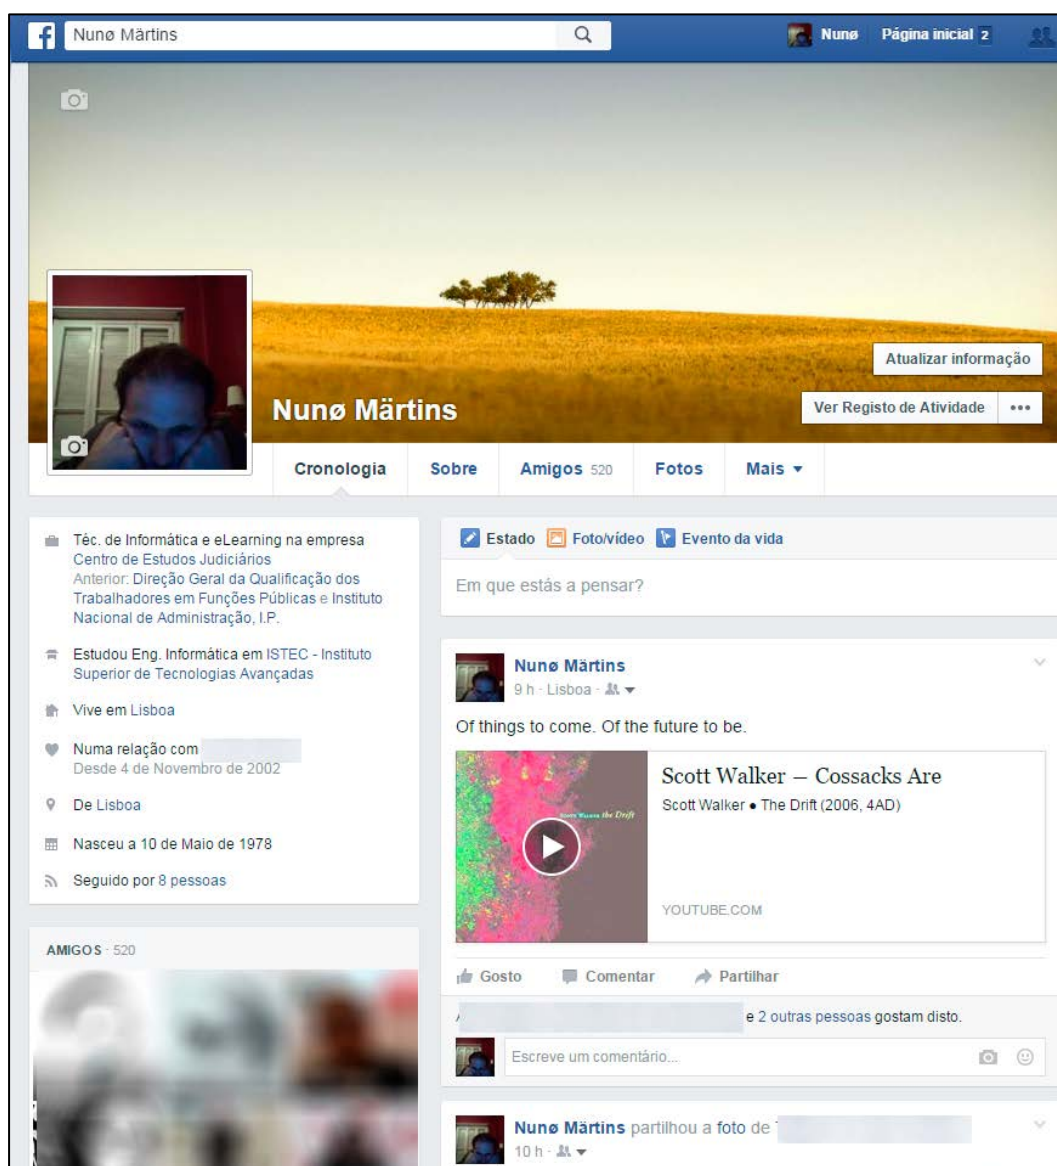 f
Nunø Märtins
Nunø
Página inicial 2
Atualizar informação
Nunø Märtins
Ver Registo de Atividade
Cronologia
Sobre
Amigos 520
Fotos
Mais
Téc. de Informática e eLearning na empresa
Centro de Estudos Judiciários
Anterior: Direção Geral da Qualificação dos
Trabalhadores em Funções Públicas e Instituto
Nacional de Administração, I.P.
Estudou Eng. Informática em ISTEC - Instituto
Superior de Tecnologias Avançadas
Vive em Lisboa
Numa relação com
Desde 4 de Novembro de 2002
De Lisboa
Nasceu a 10 de Maio de 1978
Seguido por 8 pessoas
AMIGOS · 520
Estado
Foto/vídeo
Evento da vida
Em que estás a pensar?
Nunø Märtins
9 h · Lisboa ·
Of things to come. Of the future to be.
Scott Walker the Drift
Scott Walker – Cossacks Are
Scott Walker ● The Drift (2006, 4AD)
YOUTUBE.COM
Gosto
Comentar
Partilhar
e 2 outras pessoas gostam disto.
Escreve um comentário...
Nunø Märtins partilhou a foto de
10 h ·